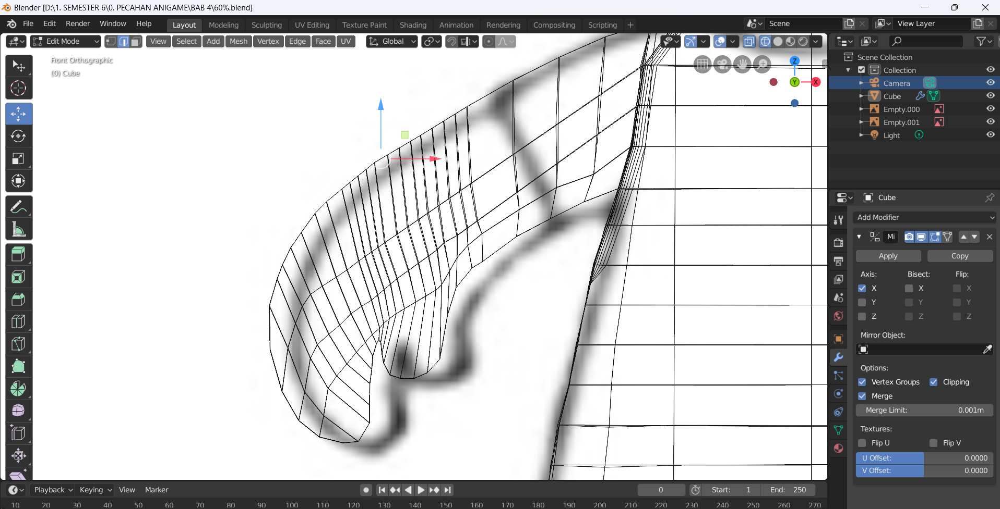 Blender [D:\1. SEMESTER 6\0. PECAHAN ANIGAME\BAB 4\60%.blend]
File Edit Render Window Help Layout Modeling Sculpting UV Editing Texture Paint Shading Animation Rendering Compositing Scripting + Scene View Layer
Edit Mode View Select Add Mesh Vertex Edge Face UV Global
Front Orthographic
(0) Cube
Z
Y
X
Scene Collection
Collection
Camera
Cube
Empty.000
Empty.001
Light
Cube
Add Modifier
Mi
Apply Copy
Axis: Bisect: Flip:
X X X
Y Y Y
Z Z Z
Mirror Object:
Options:
Vertex Groups Clipping
Merge
Merge Limit: 0.001m
Textures:
Flip U Flip V
U Offset: 0.0000
V Offset: 0.0000
Playback Keying View Marker 0 Start: 1 End: 250
10 20 30 40 50 60 70 80 90 100 110 120 130 140 150 160 170 180 190 200 210 220 230 240 250 260 270